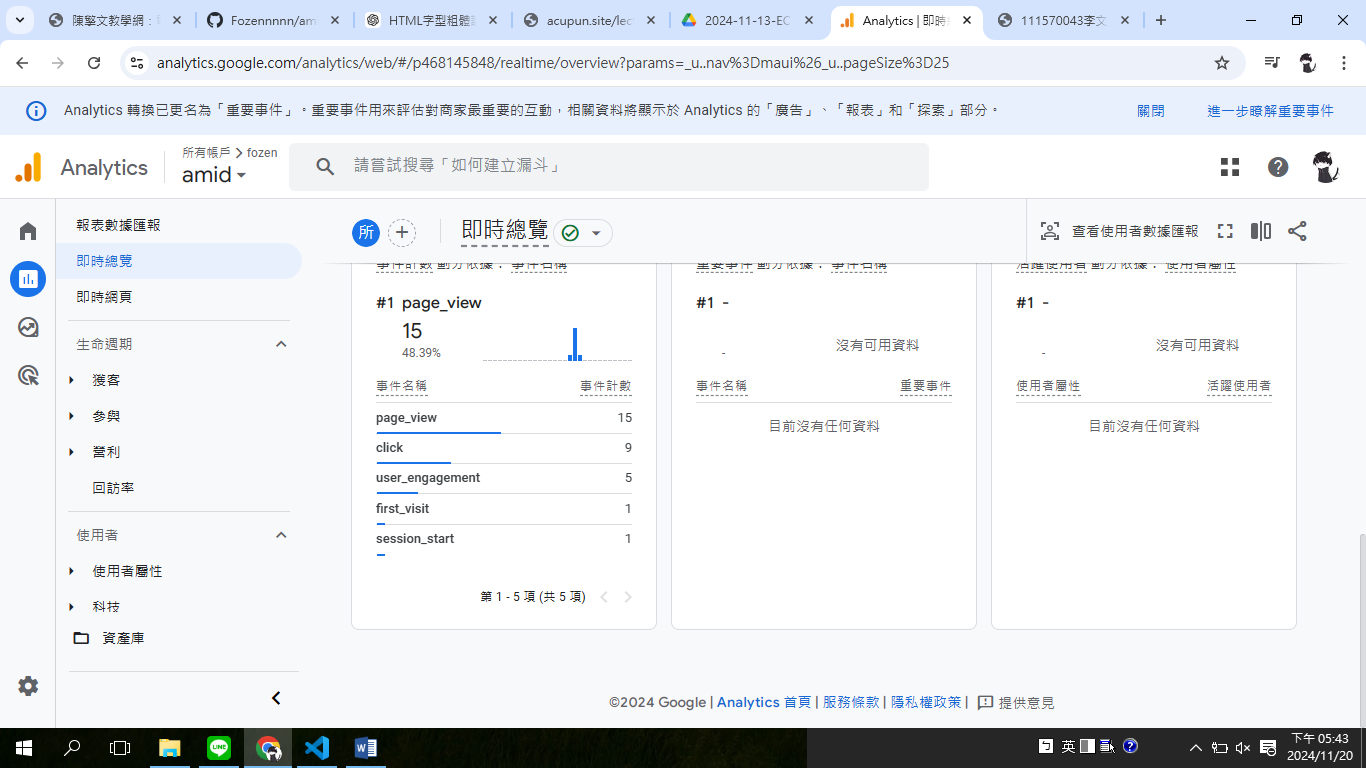 陳擎文教學網：
Fozennnnn/am
HTML字型粗體
acupun.site/lec
2024-11-13-EC
Analytics | 即時
111570043李文
analytics.google.com/analytics/web/#/p468145848/realtime/overview?params=_u..nav%3Dmaui%26_u..pageSize%3D25
Analytics 轉換已更名為「重要事件」。重要事件用來評估對商家最重要的互動，相關資料將顯示於 Analytics 的「廣告」、「報表」和「探索」部分。 關閉 進一步瞭解重要事件
Analytics
所有帳戶 > fozen
amid
請嘗試搜尋「如何建立漏斗」
報表數據匯報
即時總覽
即時網頁
生命週期
獲客
參與
營利
回訪率
使用者
使用者屬性
科技
資產庫
所 即時總覽 查看使用者數據匯報
事件計數 劃分依據： 事件名稱
#1 page_view
15
48.39%
事件名稱 事件計數
page_view 15
click 9
user_engagement 5
first_visit 1
session_start 1
第 1 - 5 項 (共 5 項)
重要事件 劃分依據： 事件名稱
#1 -
- 沒有可用資料
事件名稱 重要事件
目前沒有任何資料
活躍使用者 劃分依據： 使用者屬性
#1 -
- 沒有可用資料
使用者屬性 活躍使用者
目前沒有任何資料
©2024 Google | Analytics 首頁 | 服務條款 | 隱私權政策 | 提供意見
英
下午 05:43
2024/11/20